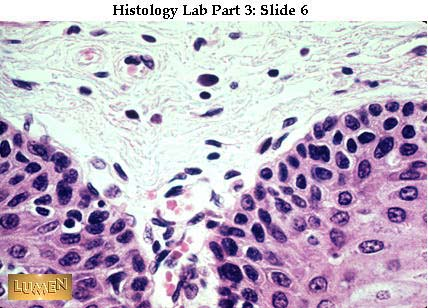 Histology Lab Part 3: Slide 6
LUMEN